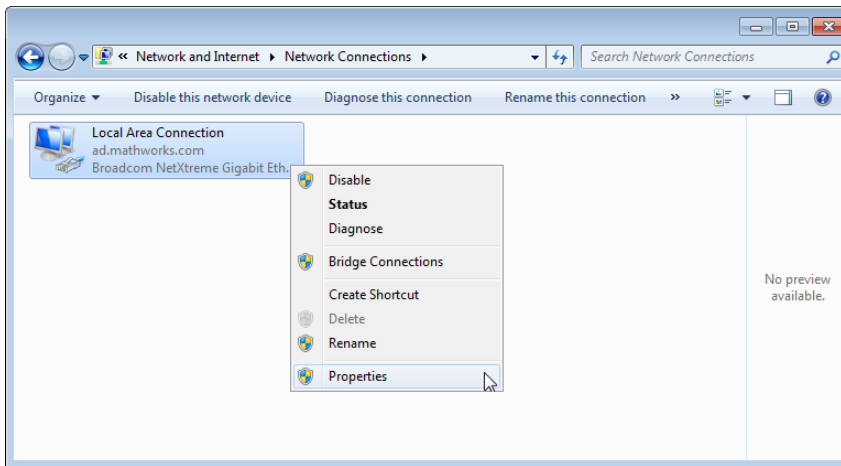 « Network and Internet ▸ Network Connections ▸
Search Network Connections
Organize ▾ Disable this network device Diagnose this connection Rename this connection »
Local Area Connection
ad.mathworks.com
Broadcom NetXtreme Gigabit Eth...
Disable
Status
Diagnose
Bridge Connections
Create Shortcut
Delete
Rename
Properties
No preview
available.